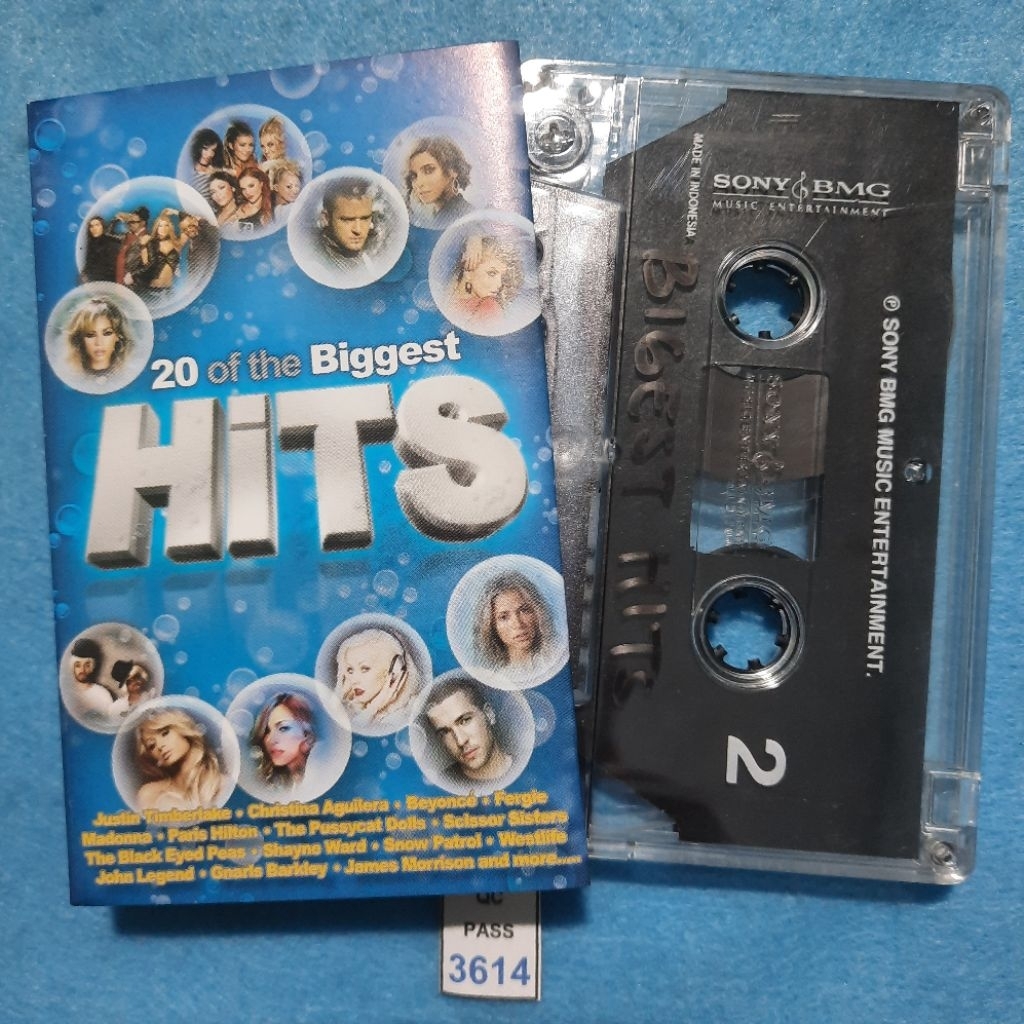 20 of the Biggest
HiTS
Justin Timberlake • Christina Aguilera • Beyonce • Fergie
Madonna • Paris Hilton • The Pussycat Dolls • Scissor Sisters
The Black Eyed Peas • Shayne Ward • Snow Patrol • Westlife
John Legend • Gnarls Barkley • James Morrison and more.....
SONY BMG
MUSIC ENTERTAINMENT
MADE IN INDONESIA
BIGEST HITS
℗ SONY BMG MUSIC ENTERTAINMENT.
2
QC
PASS
3614